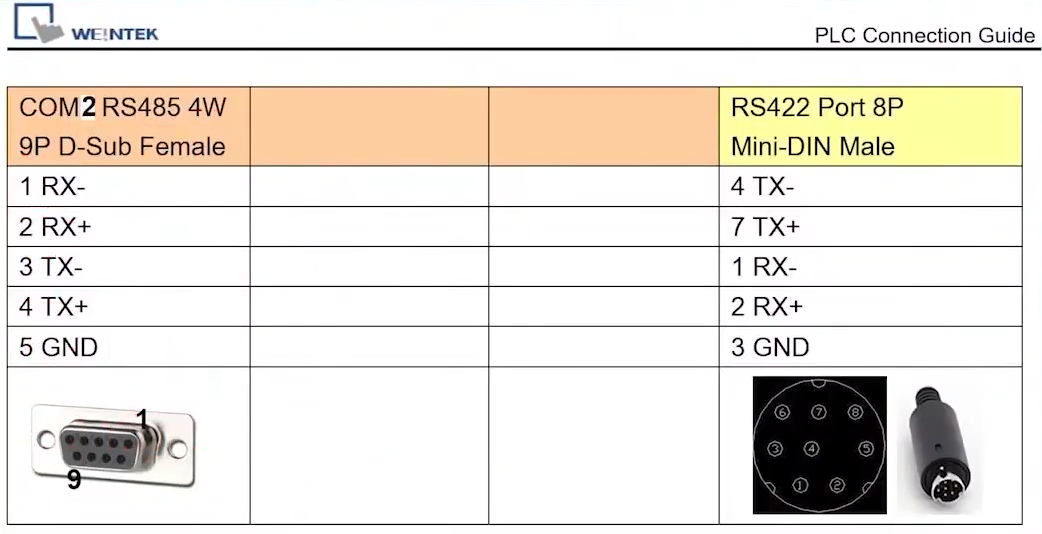 WEINTEK
PLC Connection Guide
COM2 RS485 4W
9P D-Sub Female
RS422 Port 8P
Mini-DIN Male
1 RX-
4 TX-
2 RX+
7 TX+
3 TX-
1 RX-
4 TX+
2 RX+
5 GND
3 GND
1
9
6 7 8
3 4 5
1 2